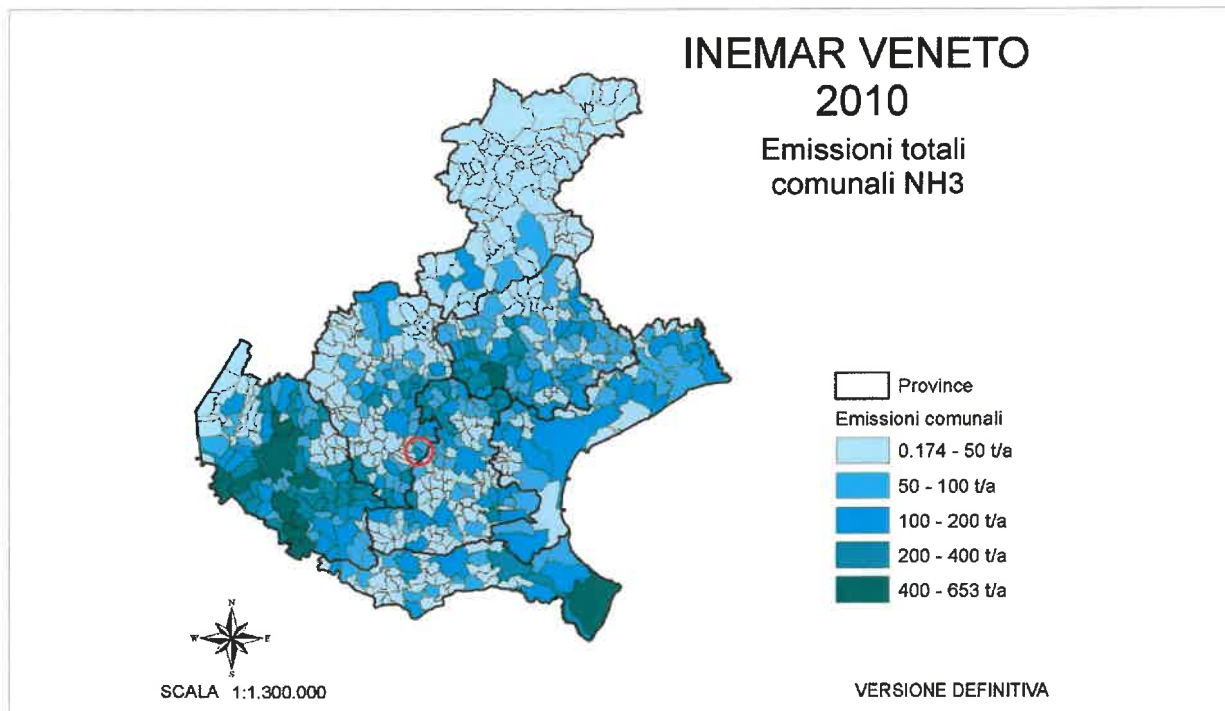 INEMAR VENETO
2010
Emissioni totali
comunali NH3
Province
Emissioni comunali
0.174 - 50 t/a
50 - 100 t/a
100 - 200 t/a
200 - 400 t/a
400 - 653 t/a
N
W E
S
SCALA 1:1.300.000
VERSIONE DEFINITIVA